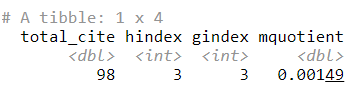 # A tibble: 1 x 4
total_cite hindex gindex mquotient
<dbl> <int> <int> <dbl>
98 3 3 0.00149